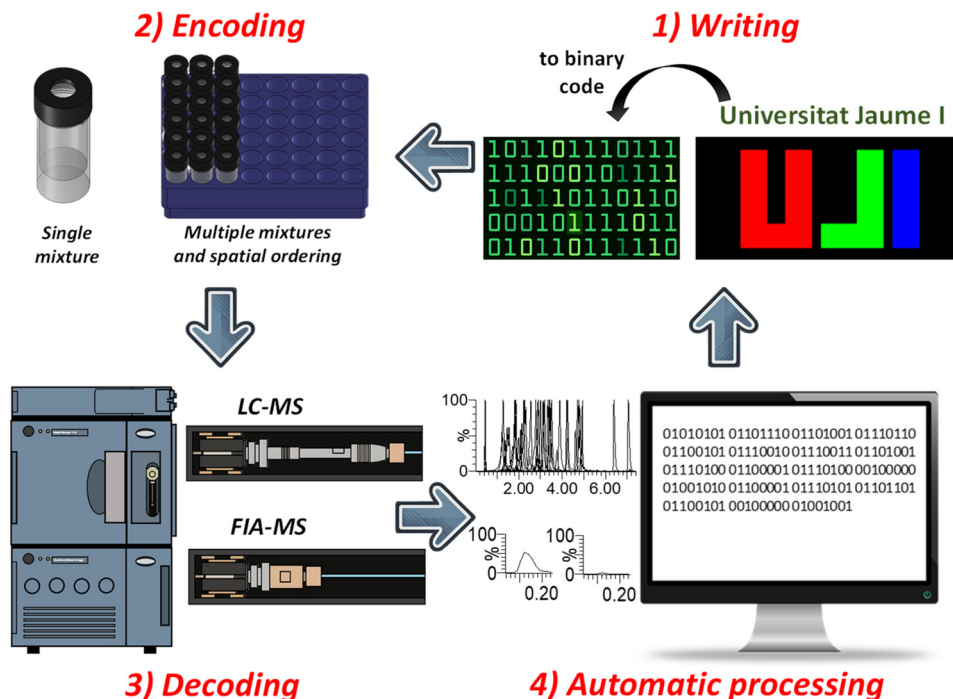 2) Encoding
1) Writing
to binary
code
Universitat Jaume I
UJI
1011101110111
1110001011111
1011101101110
0001011111011
0101101111110
Single
mixture
Multiple mixtures
and spatial ordering
LC-MS
FIA-MS
100
%
0
2.00 4.00 6.00
100
%
0
0.20
100
%
0
0.20
01010101 01101110 01101001 01110110
01100101 01110010 01110011 01101001
01110100 01100001 01110100 00100000
01001010 01100001 01110101 01101101
01100101 00100000 01001001
3) Decoding
4) Automatic processing